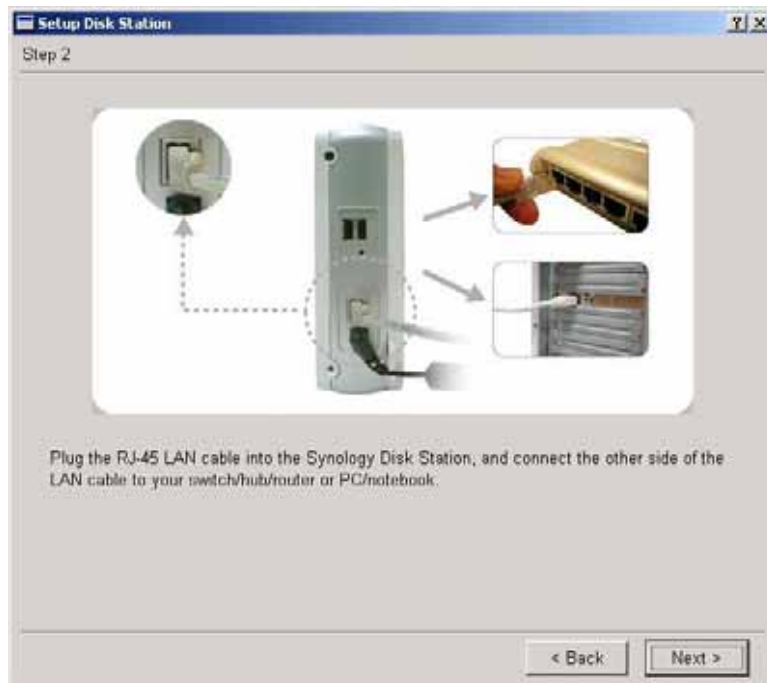 Setup Disk Station
Step 2
Plug the RJ-45 LAN cable into the Synology Disk Station, and connect the other side of the
LAN cable to your switch/hub/router or PC/notebook.
< Back
Next >